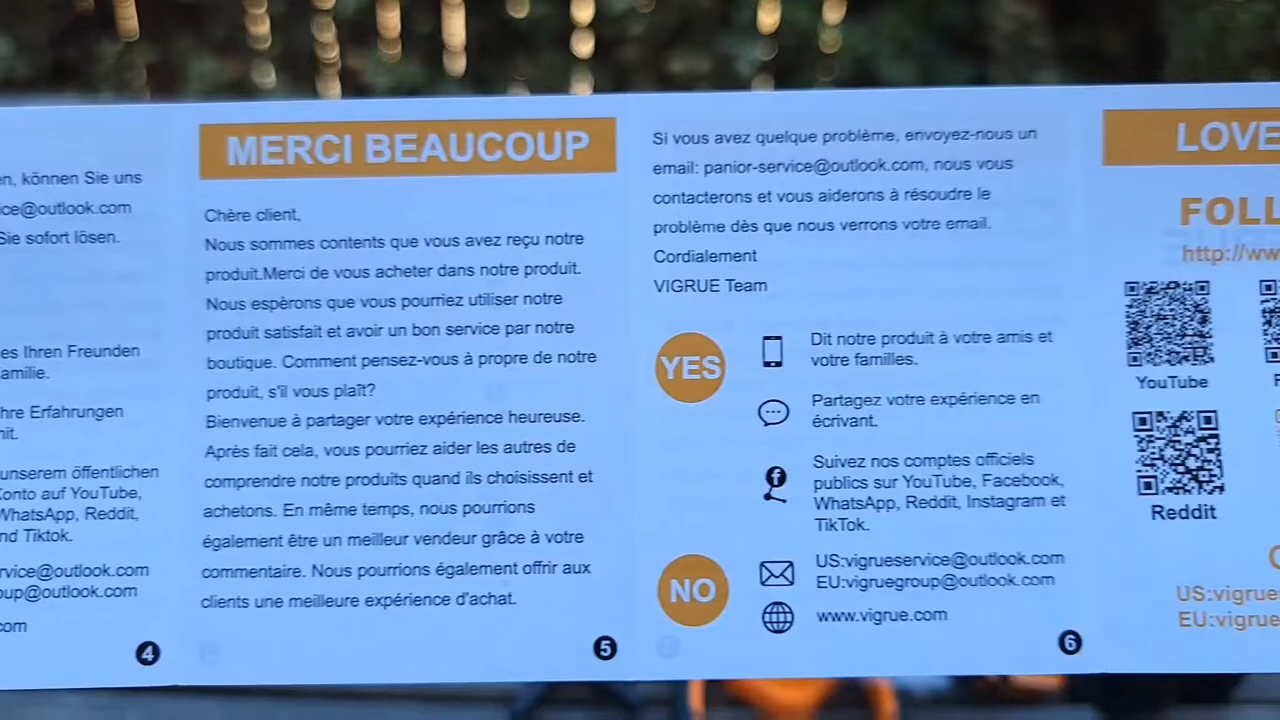 en, können Sie uns
ice@outlook.com
Sie sofort lösen.
es Ihren Freunden
amilie.
hre Erfahrungen
nit.
unserem öffentlichen
Konto auf YouTube,
WhatsApp, Reddit,
nd Tiktok.
rvice@outlook.com
oup@outlook.com
com
4
MERCI BEAUCOUP
Chère client,
Nous sommes contents que vous avez reçu notre
produit.Merci de vous acheter dans notre produit.
Nous espèrons que vous pourriez utiliser notre
produit satisfait et avoir un bon service par notre
boutique. Comment pensez-vous à propre de notre
produit, s'il vous plaît?
Bienvenue à partager votre expérience heureuse.
Après fait cela, vous pourriez aider les autres de
comprendre notre produits quand ils choisissent et
achetons. En même temps, nous pourrions
également être un meilleur vendeur grâce à votre
commentaire. Nous pourrions également offrir aux
clients une meilleure expérience d'achat.
5
Si vous avez quelque problème, envoyez-nous un
email: panior-service@outlook.com, nous vous
contacterons et vous aiderons à résoudre le
problème dès que nous verrons votre email.
Cordialement
VIGRUE Team
YES
Dit notre produit à votre amis et
votre familles.
Partagez votre expérience en
écrivant.
Suivez nos comptes officiels
publics sur YouTube, Facebook,
WhatsApp, Reddit, Instagram et
TikTok.
NO
US:vigrueservice@outlook.com
EU:vigruegroup@outlook.com
www.vigrue.com
6
LOVE
FOLL
http://ww
YouTube
F
Reddit
US:vigrue
EU:vigrue